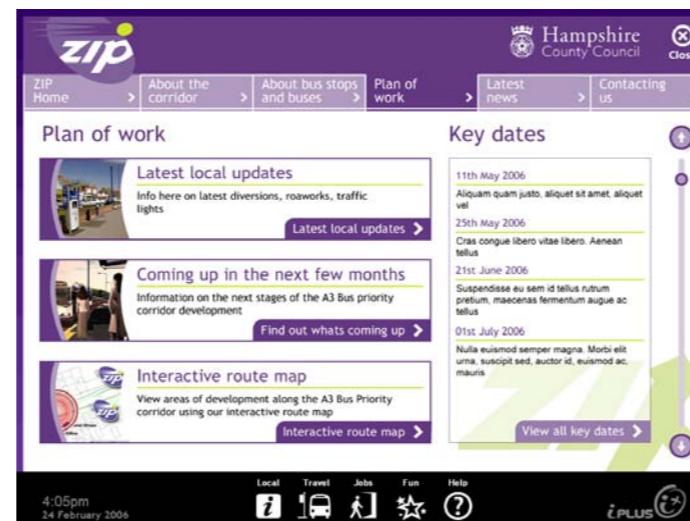 zip
Hampshire
County Council
Clos
ZIP
Home
About the
corridor
About bus stops
and buses
Plan of
work
Latest
news
Contacting
us
Plan of work
Latest local updates
Info here on latest diversions, roaworks, traffic
lights
Latest local updates
Coming up in the next few months
Information on the next stages of the A3 Bus priority
corridor development
Find out whats coming up
Interactive route map
View areas of development along the A3 Bus Priority
corridor using our interactive route map
Interactive route map
zip
zip
Key dates
11th May 2006
Aliquam quam justo, aliquet sit amet, aliquet
vel
25th May 2006
Cras congue libero vitae libero. Aenean
tellus
21st June 2006
Suspendisse eu sem id tellus rutrum
pretium, maecenas fermentum augue ac
tellus
01st July 2006
Nulla euismod semper magna. Morbi elit
urna, suscipit sed, auctor id, euismod ac,
mauris
View all key dates
4:05pm
24 February 2006
Local
Travel
Jobs
Fun
Help
i
?
iPLUS
i+